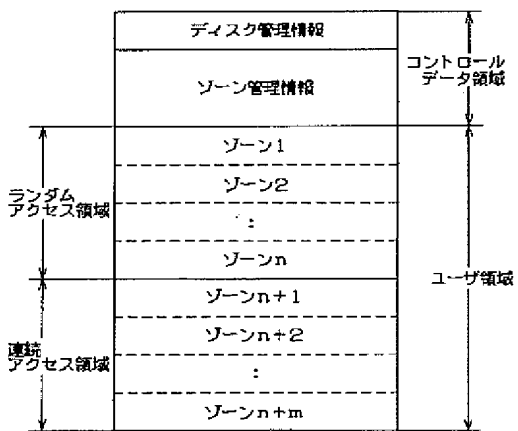 ディスク管理情報
ゾーン管理情報
コントロール
データ領域
ゾーン1
ゾーン2
:
ゾーンn
ランダム
アクセス領域
ユーザ領域
ゾーンn+1
ゾーンn+2
:
ゾーンn+m
連続
アクセス領域